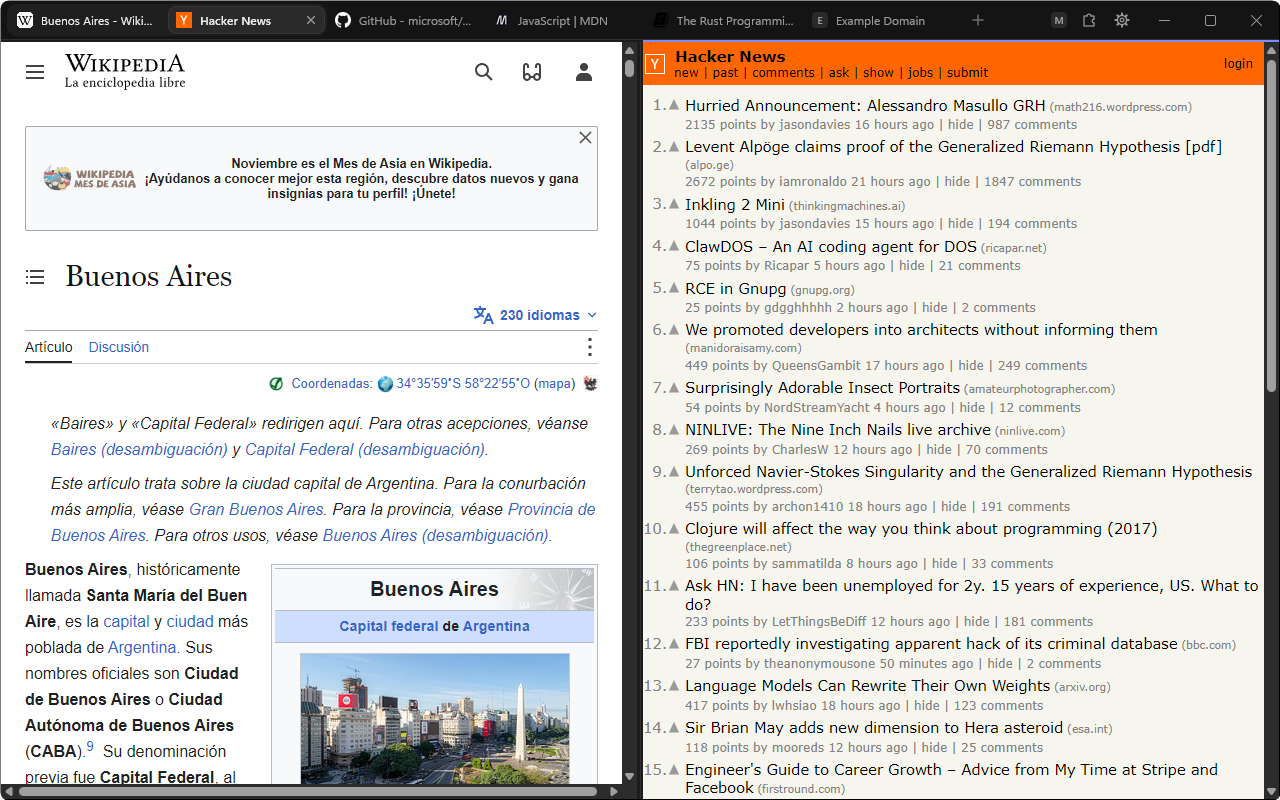 Buenos Aires - Wiki...
Hacker News
GitHub - microsoft/...
JavaScript | MDN
The Rust Programmi...
E Example Domain
M
WIKIPEDIA
La enciclopedia libre
WIKIPEDIA
MES DE ASIA
Noviembre es el Mes de Asia en Wikipedia.
¡Ayúdanos a conocer mejor esta región, descubre datos nuevos y gana
insignias para tu perfil! ¡Únete!
Buenos Aires
230 idiomas
Artículo Discusión
Coordenadas: 34°35′59″S 58°22′55″O (mapa)
«Baires» y «Capital Federal» redirigen aquí. Para otras acepciones, véanse
Baires (desambiguación) y Capital Federal (desambiguación).
Este artículo trata sobre la ciudad capital de Argentina. Para la conurbación
más amplia, véase Gran Buenos Aires. Para la provincia, véase Provincia de
Buenos Aires. Para otros usos, véase Buenos Aires (desambiguación).
Buenos Aires, históricamente
llamada Santa María del Buen
Aire, es la capital y ciudad más
poblada de Argentina. Sus
nombres oficiales son Ciudad
de Buenos Aires o Ciudad
Autónoma de Buenos Aires
(CABA).9 Su denominación
previa fue Capital Federal, al
Buenos Aires
Capital federal de Argentina
Y
Hacker News
new | past | comments | ask | show | jobs | submit
login
1. Hurried Announcement: Alessandro Masullo GRH (math216.wordpress.com)
2135 points by jasondavies 16 hours ago | hide | 987 comments
2. Levent Alpöge claims proof of the Generalized Riemann Hypothesis [pdf]
(alpo.ge)
2672 points by iamronaldo 21 hours ago | hide | 1847 comments
3. Inkling 2 Mini (thinkingmachines.ai)
1044 points by jasondavies 15 hours ago | hide | 194 comments
4. ClawDOS – An AI coding agent for DOS (ricapar.net)
75 points by Ricapar 5 hours ago | hide | 21 comments
5. RCE in Gnupg (gnupg.org)
25 points by gdgghhhhh 2 hours ago | hide | 2 comments
6. We promoted developers into architects without informing them
(manidoraisamy.com)
449 points by QueensGambit 17 hours ago | hide | 249 comments
7. Surprisingly Adorable Insect Portraits (amateurphotographer.com)
54 points by NordStreamYacht 4 hours ago | hide | 12 comments
8. NINLIVE: The Nine Inch Nails live archive (ninlive.com)
269 points by CharlesW 12 hours ago | hide | 70 comments
9. Unforced Navier-Stokes Singularity and the Generalized Riemann Hypothesis
(terrytao.wordpress.com)
455 points by archon1410 18 hours ago | hide | 191 comments
10. Clojure will affect the way you think about programming (2017)
(thegreenplace.net)
106 points by sammatilda 8 hours ago | hide | 33 comments
11. Ask HN: I have been unemployed for 2y. 15 years of experience, US. What to
do?
233 points by LetThingsBeDiff 12 hours ago | hide | 181 comments
12. FBI reportedly investigating apparent hack of its criminal database (bbc.com)
27 points by theanonymousone 50 minutes ago | hide | 2 comments
13. Language Models Can Rewrite Their Own Weights (arxiv.org)
417 points by lwhsiao 18 hours ago | hide | 123 comments
14. Sir Brian May adds new dimension to Hera asteroid (esa.int)
118 points by mooreds 12 hours ago | hide | 25 comments
15. Engineer's Guide to Career Growth – Advice from My Time at Stripe and
Facebook (firstround.com)